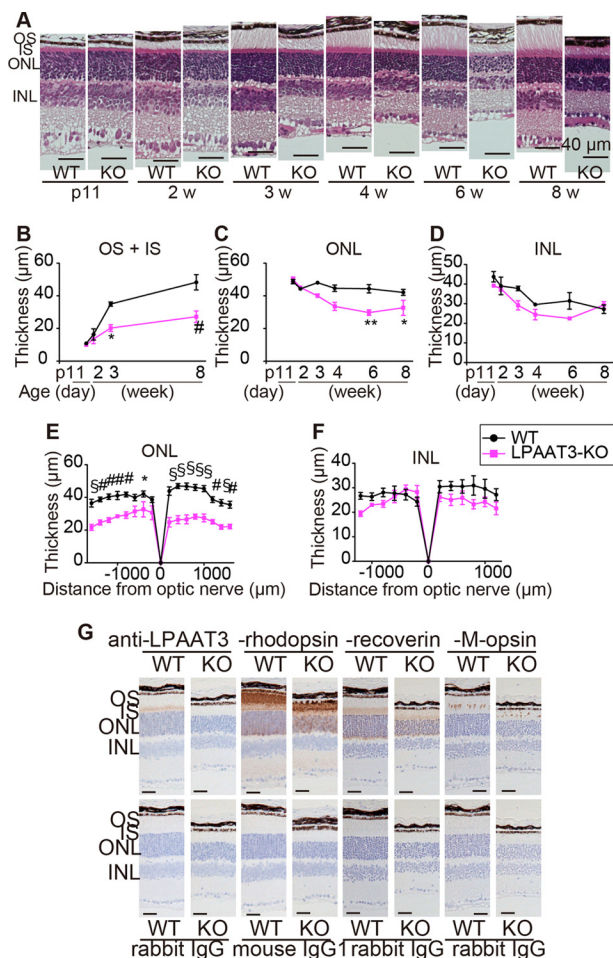 A
OS
IS
ONL
INL
40 μm
WT KO WT KO WT KO WT KO WT KO WT KO
p11 2 w 3 w 4 w 6 w 8 w
B OS + IS
Thickness (μm)
60
40
20
0
* #
p11 2 3 8
Age (day) (week)
C ONL
Thickness (μm)
60
40
20
0
** *
p11 2 3 4 6 8
(day) (week)
D INL
Thickness (μm)
50
40
30
20
10
0
p11 2 3 4 6 8
(day) (week)
WT
LPAAT3-KO
E ONL
Thickness (μm)
60
40
20
0
§#### * §§§§§ #§#
-1000 0 1000
Distance from optic nerve (μm)
F INL
Thickness (μm)
40
30
20
10
0
-1000 0 1000
Distance from optic nerve (μm)
G
anti-LPAAT3 -rhodopsin -recoverin -M-opsin
WT KO WT KO WT KO WT KO
OS
IS
ONL
INL
OS
IS
ONL
INL
WT KO WT KO WT KO WT KO
rabbit IgG mouse IgG1 rabbit IgG rabbit IgG